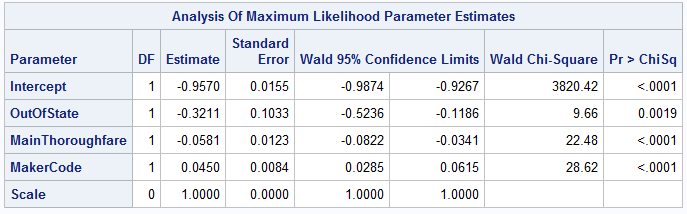 Analysis Of Maximum Likelihood Parameter Estimates
Parameter DF Estimate Standard Error Wald 95% Confidence Limits Wald Chi-Square Pr > ChiSq
Intercept 1 -0.9570 0.0155 -0.9874 -0.9267 3820.42 <.0001
OutOfState 1 -0.3211 0.1033 -0.5236 -0.1186 9.66 0.0019
MainThoroughfare 1 -0.0581 0.0123 -0.0822 -0.0341 22.48 <.0001
MakerCode 1 0.0450 0.0084 0.0285 0.0615 28.62 <.0001
Scale 0 1.0000 0.0000 1.0000 1.0000